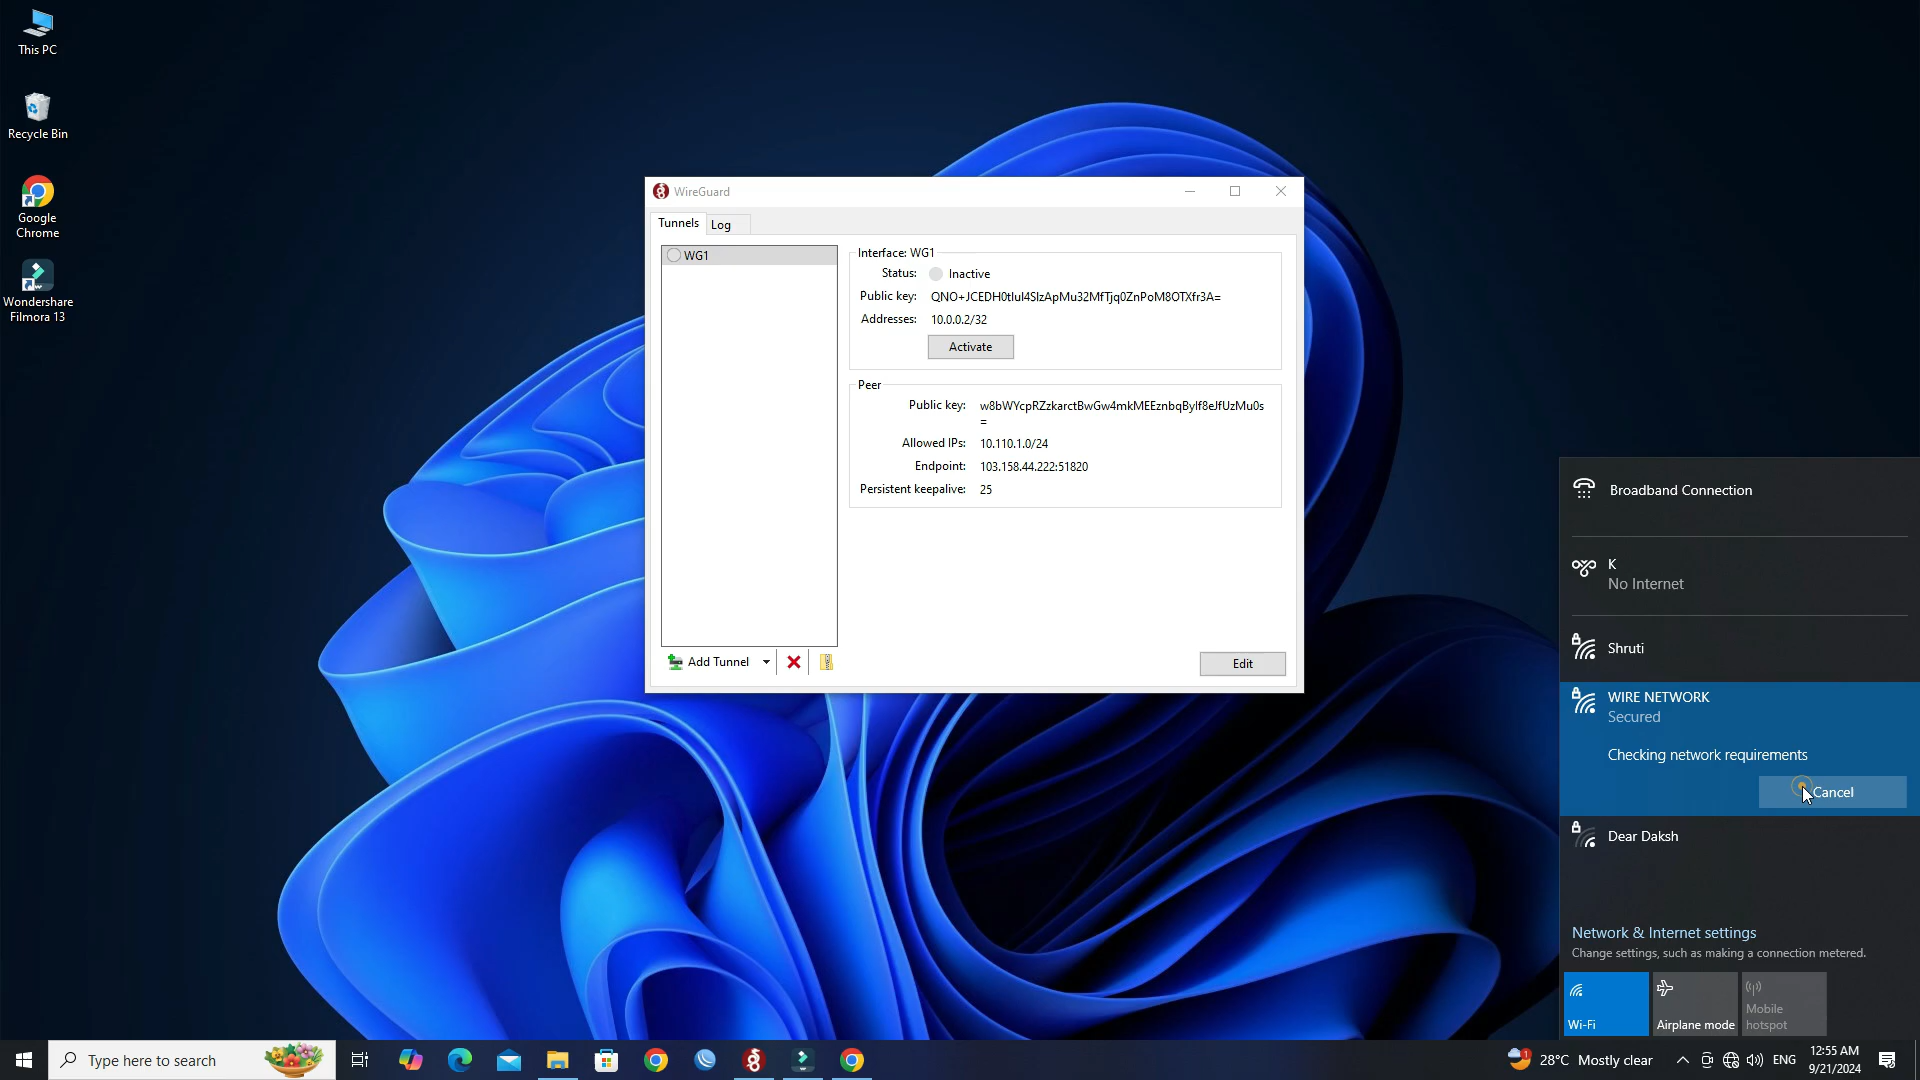 This PC
Recycle Bin
Google
Chrome
Wondershare
Filmora 13
WireGuard
Tunnels
Log
WG1
Interface: WG1
Status: Inactive
Public key: QNO+JCEDH0tIuI4SIzApMu32MfTjq0ZnPoM8OTXfr3A=
Addresses: 10.0.0.2/32
Activate
Peer
Public key: w8bWYcpRZzkarctBwGw4mkMEEznbqByIf8eJfUzMu0s
=
Allowed IPs: 10.110.1.0/24
Endpoint: 103.158.44.222:51820
Persistent keepalive: 25
Add Tunnel
Edit
Broadband Connection
K
No Internet
Shruti
WIRE NETWORK
Secured
Checking network requirements
Cancel
Dear Daksh
Network & Internet settings
Change settings, such as making a connection metered.
Wi-Fi
Airplane mode
Mobile
hotspot
Type here to search
1
28°C Mostly clear
ENG
12:55 AM
9/21/2024